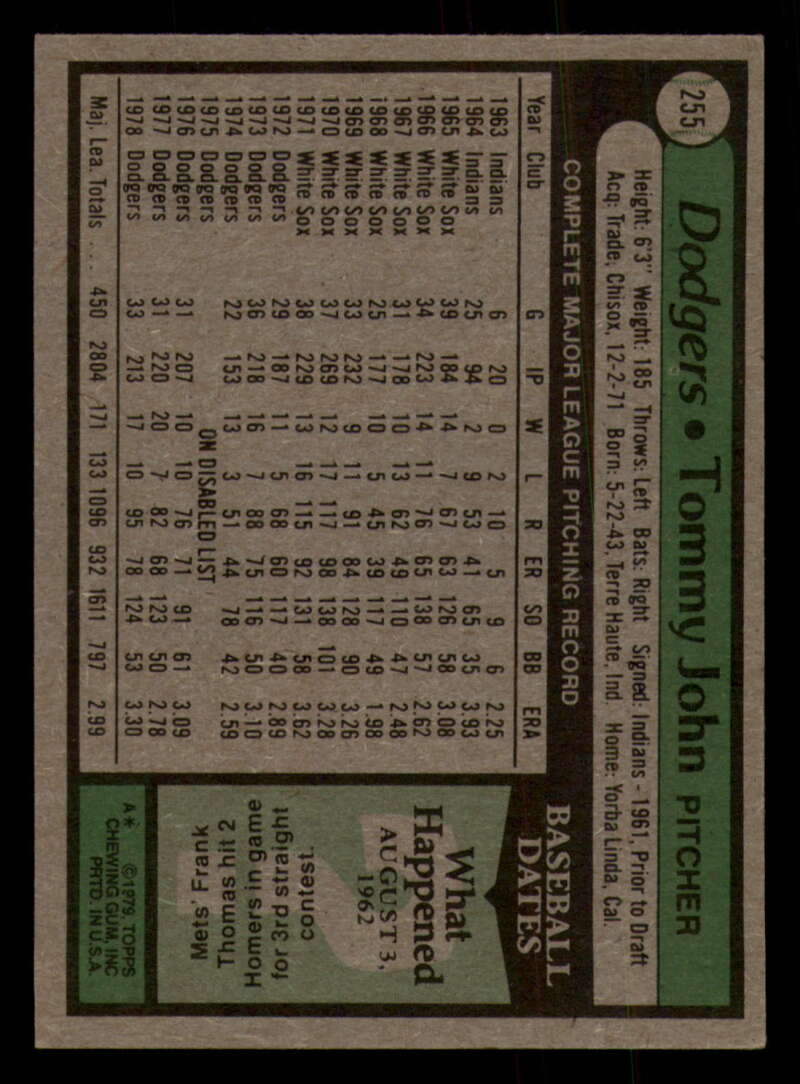 255
Dodgers • Tommy John PITCHER
Height: 6'3" Weight: 185 Throws: Left Bats: Right Signed: Indians - 1961, Prior to Draft
Acq: Trade, Chisox, 12-2-71 Born: 5-22-43, Terre Haute, Ind. Home: Yorba Linda, Cal.
COMPLETE MAJOR LEAGUE PITCHING RECORD
Year Club G IP W L R ER SO BB ERA
1963 Indians 6 20 0 2 10 5 9 6 2.25
1964 Indians 25 94 2 9 53 41 65 35 3.93
1965 White Sox 39 184 14 7 67 63 126 58 3.08
1966 White Sox 34 223 14 11 76 65 138 57 2.62
1967 White Sox 31 178 10 13 62 49 110 47 2.48
1968 White Sox 25 177 10 5 45 39 117 49 1.98
1969 White Sox 33 232 9 11 91 84 128 90 3.26
1970 White Sox 37 269 12 17 117 98 138 101 3.28
1971 White Sox 38 229 13 16 115 92 131 58 3.62
1972 Dodgers 29 187 11 5 68 60 117 40 2.89
1973 Dodgers 36 218 16 7 88 75 116 50 3.10
1974 Dodgers 22 153 13 3 51 44 78 42 2.59
1975 Dodgers ON DISABLED LIST
1976 Dodgers 31 207 10 10 76 71 91 61 3.09
1977 Dodgers 31 220 20 7 82 68 123 50 2.78
1978 Dodgers 33 213 17 10 95 78 124 53 3.30
Maj. Lea. Totals .... 450 2804 171 133 1096 932 1611 797 2.99
BASEBALL
DATES
What
Happened
AUGUST 3,
1962
Mets' Frank
Thomas hit 2
Homers in game
for 3rd straight
contest.
A* ©1979, TOPPS
CHEWING GUM, INC
PRTD. IN U.S.A.